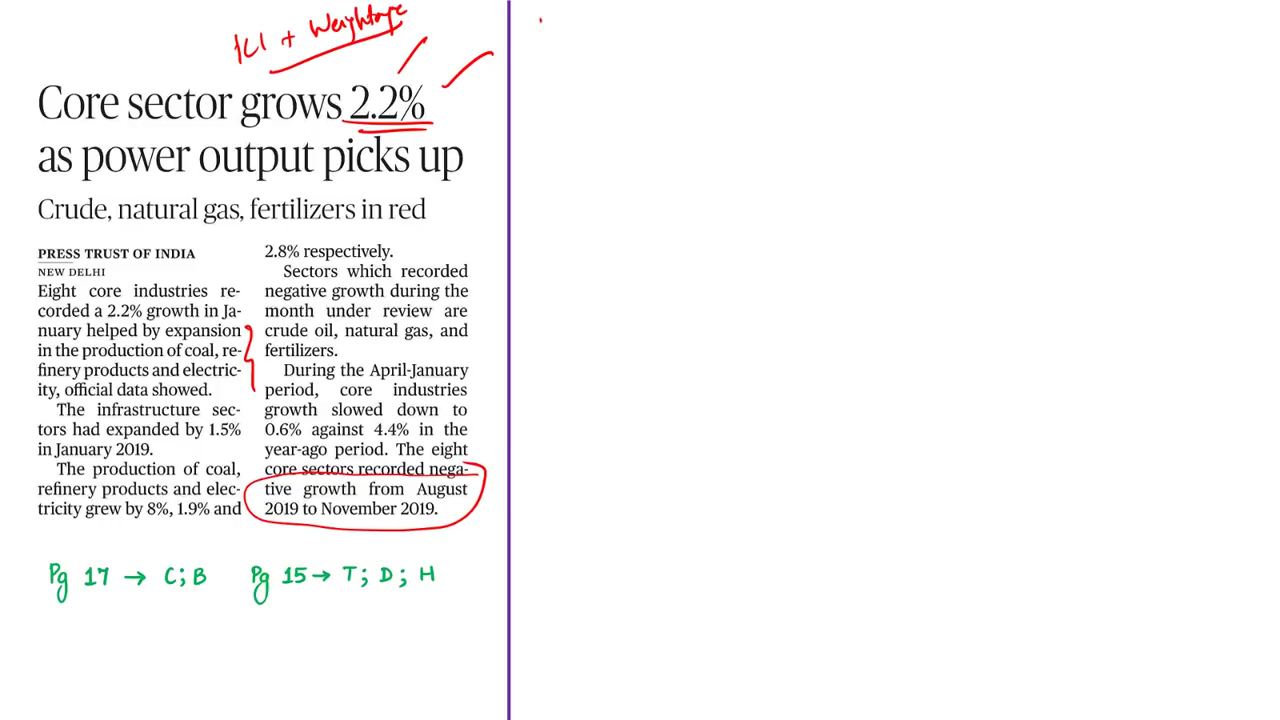 ICI + Weightage
Core sector grows 2.2%
as power output picks up
Crude, natural gas, fertilizers in red
PRESS TRUST OF INDIA
NEW DELHI
Eight core industries re-
corded a 2.2% growth in Ja-
nuary helped by expansion
in the production of coal, re-
finery products and electric-
ity, official data showed.
The infrastructure sec-
tors had expanded by 1.5%
in January 2019.
The production of coal,
refinery products and elec-
tricity grew by 8%, 1.9% and
2.8% respectively.
Sectors which recorded
negative growth during the
month under review are
crude oil, natural gas, and
fertilizers.
During the April-January
period, core industries
growth slowed down to
0.6% against 4.4% in the
year-ago period. The eight
core sectors recorded nega-
tive growth from August
2019 to November 2019.
Pg 17 → C; B Pg 15 → T; D; H